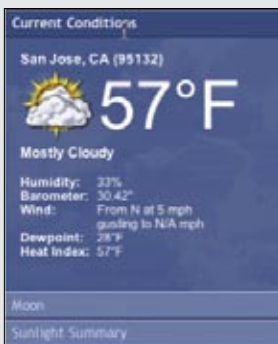 Current Conditions
San Jose, CA (95132)
57°F
Mostly Cloudy
Humidity: 33%
Barometer: 30.42"
Wind: From N at 5 mph
gusting to N/A mph
Dewpoint: 28°F
Heat Index: 57°F
Moon
Sunlight Summary